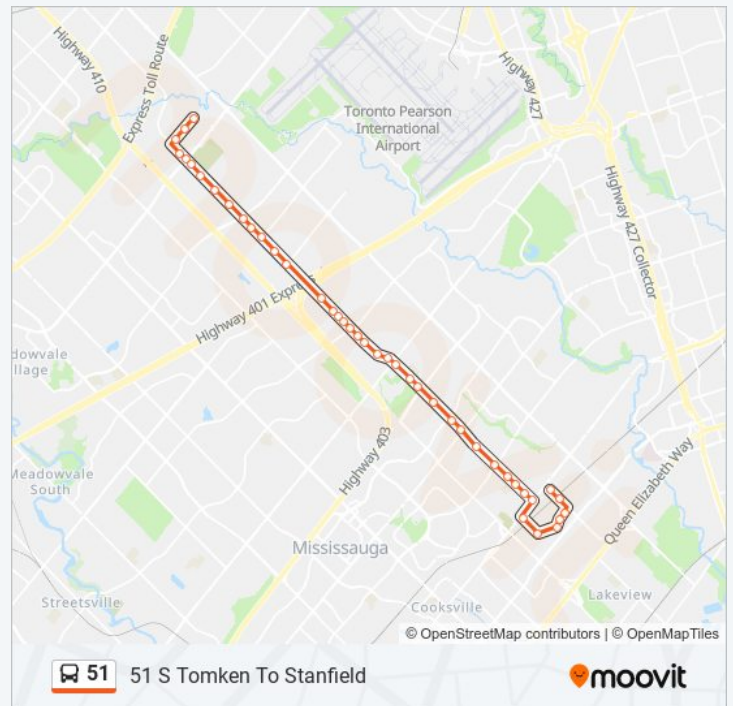 Highway 410
Express Toll Route
Highway 427
Toronto Pearson
International
Airport
Highway 427 Collector
Highway 401 Express
dowvale
llage
Highway 403
Meadowvale
South
Queen Elizabeth Way
Mississauga
Streetsville
Cooksville
Lakeview
© OpenStreetMap contributors | © OpenMapTiles
51
51 S Tomken To Stanfield
moovit